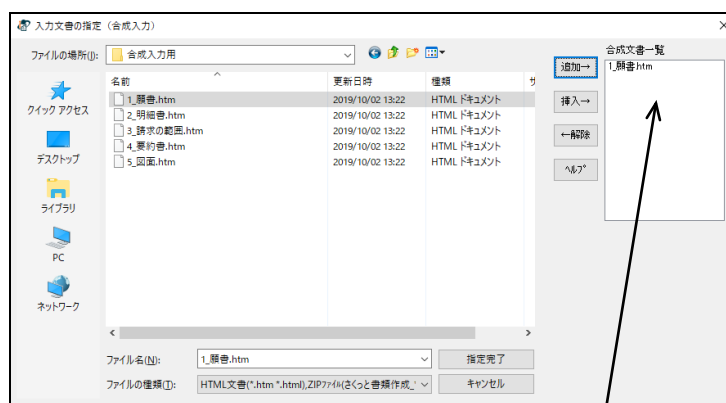 入力文書の指定（合成入力）
ファイルの場所(I): 合成入力用
合成文書一覧
追加→
1_願書htm
名前 更新日時 種類 サ
1_願書.htm 2019/10/02 13:22 HTML ドキュメント
2_明細書.htm 2019/10/02 13:22 HTML ドキュメント
3_請求の範囲.htm 2019/10/02 13:22 HTML ドキュメント
4_要約書.htm 2019/10/02 13:22 HTML ドキュメント
5_図面.htm 2019/10/02 13:22 HTML ドキュメント
挿入→
←解除
ヘルプ
クイック アクセス
デスクトップ
ライブラリ
PC
ネットワーク
ファイル名(N): 1_願書.htm 指定完了
ファイルの種類(T): HTML文書(*.htm *.html),ZIPファイル(さくっと書類作成_ キャンセル